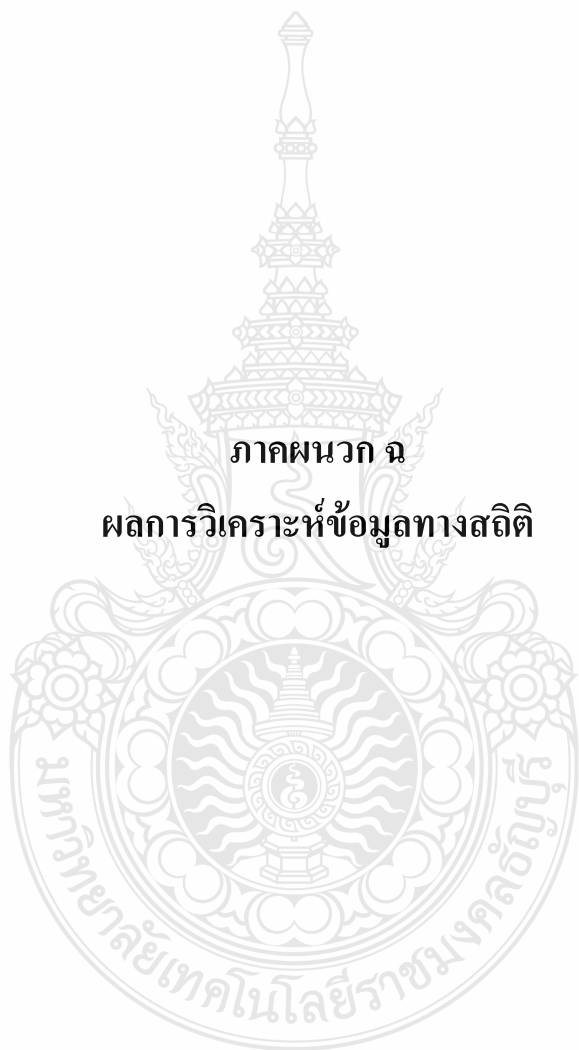 ภาคผนวก ฉ
ผลการวิเคราะห์ข้อมูลทางสถิติ
มหาวิทยาลัยเทคโนโลยีราชมงคลธัญบุรี